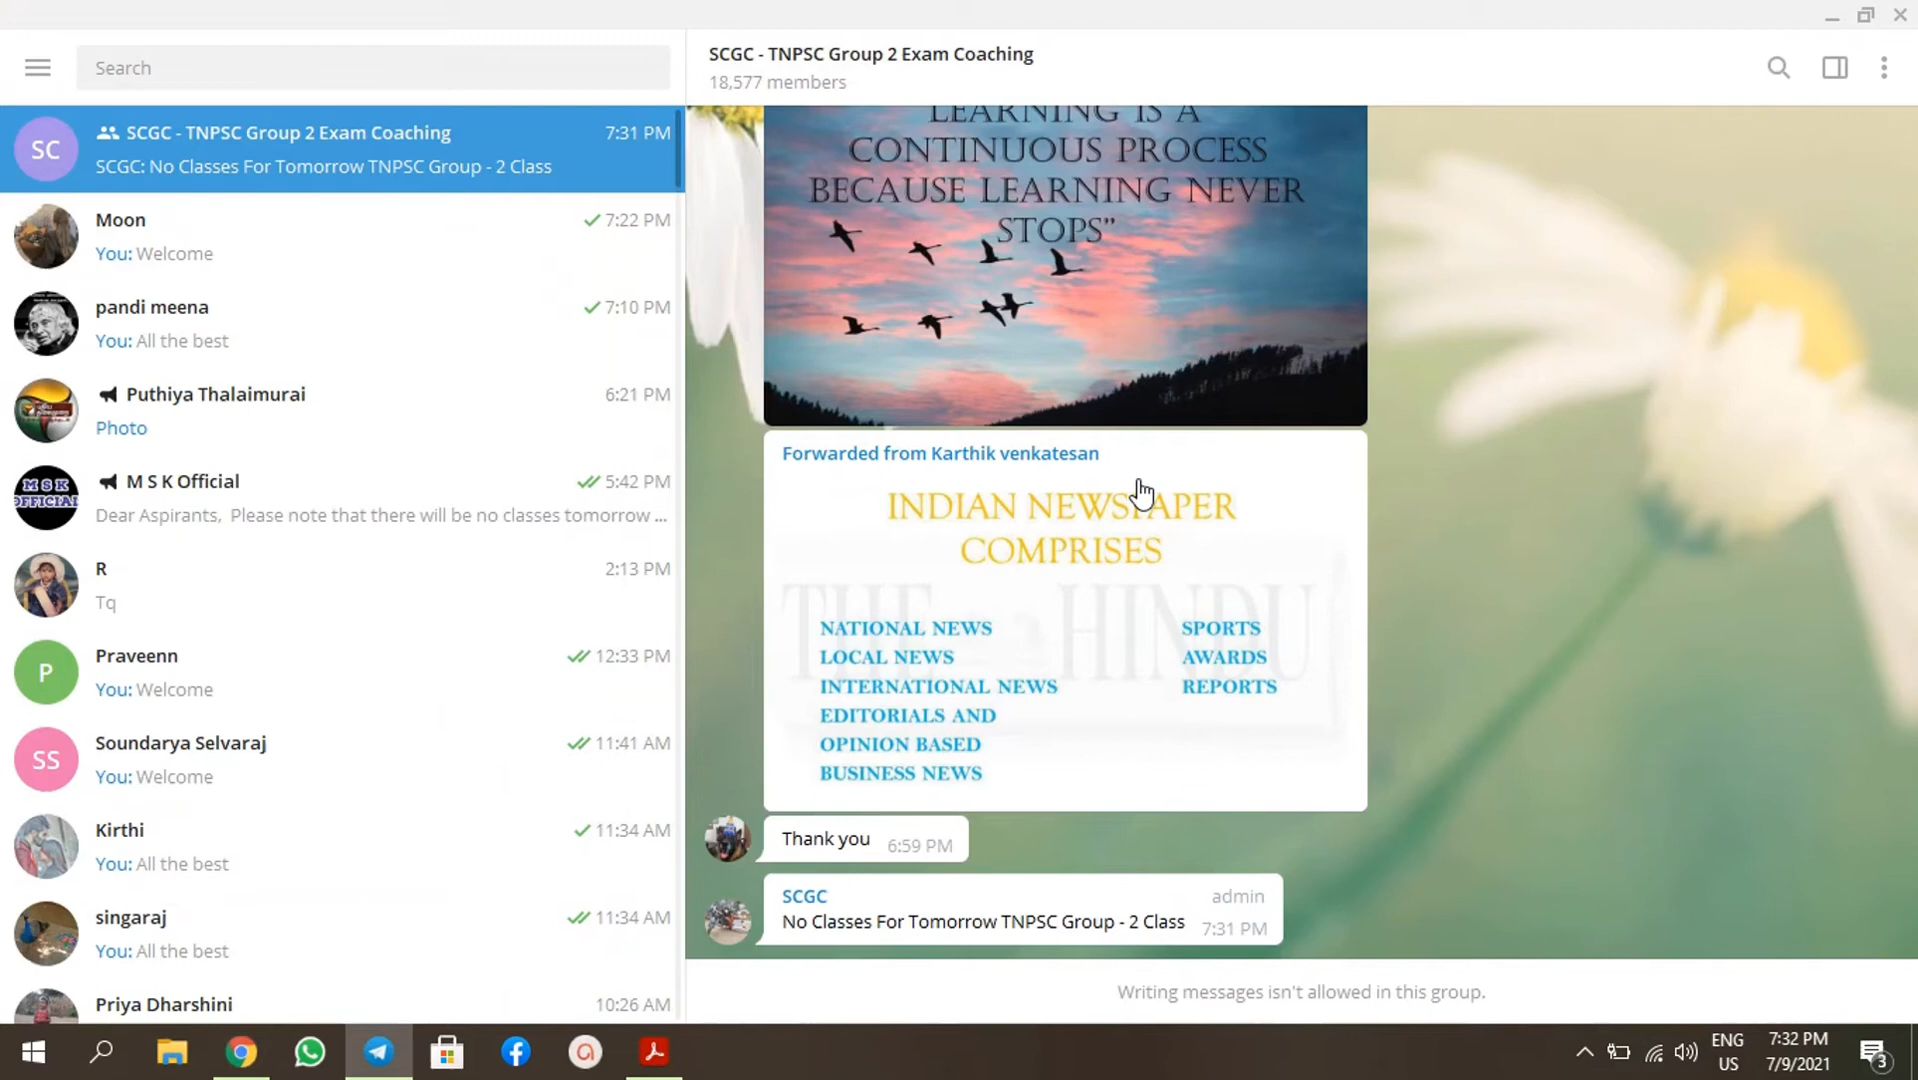 Search
SC
SCGC - TNPSC Group 2 Exam Coaching
7:31 PM
SCGC: No Classes For Tomorrow TNPSC Group - 2 Class
Moon
7:22 PM
You: Welcome
pandi meena
7:10 PM
You: All the best
Puthiya Thalaimurai
6:21 PM
Photo
M S K
OFFICIAL
M S K Official
5:42 PM
Dear Aspirants, Please note that there will be no classes tomorrow ...
R
2:13 PM
Tq
P
Praveenn
12:33 PM
You: Welcome
SS
Soundarya Selvaraj
11:41 AM
You: Welcome
Kirthi
11:34 AM
You: All the best
singaraj
11:34 AM
You: All the best
Priya Dharshini
10:26 AM
SCGC - TNPSC Group 2 Exam Coaching
18,577 members
LEARNING IS A
CONTINUOUS PROCESS
BECAUSE LEARNING NEVER
STOPS”
Forwarded from Karthik venkatesan
INDIAN NEWSPAPER
COMPRISES
THE HINDU
NATIONAL NEWS
LOCAL NEWS
INTERNATIONAL NEWS
EDITORIALS AND
OPINION BASED
BUSINESS NEWS
SPORTS
AWARDS
REPORTS
Thank you
6:59 PM
SCGC
admin
No Classes For Tomorrow TNPSC Group - 2 Class
7:31 PM
Writing messages isn't allowed in this group.
ENG
US
7:32 PM
7/9/2021
3